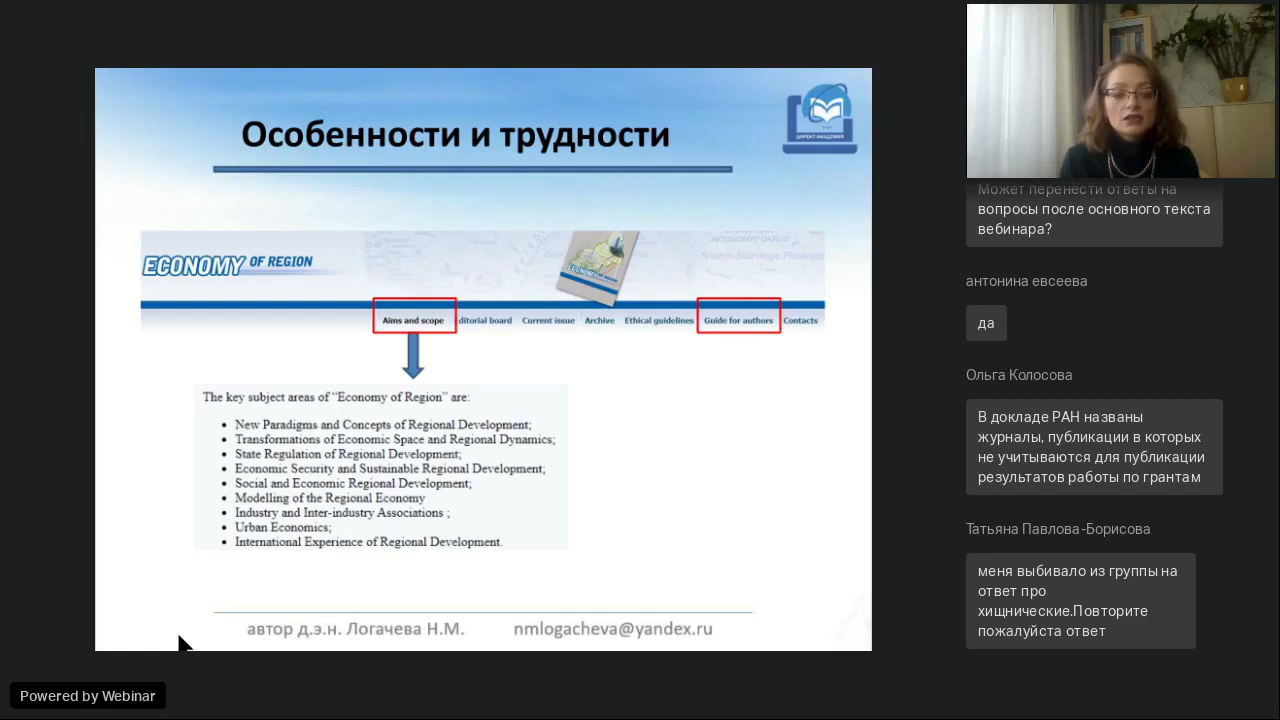 Особенности и трудности
ДИРЕКТ-АКАДЕМИЯ
ECONOMY OF REGION
Aims and scope
ditorial board
Current issue
Archive
Ethical guidelines
Guide for authors
Contacts
The key subject areas of "Economy of Region" are:
• New Paradigms and Concepts of Regional Development;
• Transformations of Economic Space and Regional Dynamics;
• State Regulation of Regional Development;
• Economic Security and Sustainable Regional Development;
• Social and Economic Regional Development;
• Modelling of the Regional Economy
• Industry and Inter-industry Associations ;
• Urban Economics;
• International Experience of Regional Development.
автор д.э.н. Логачева Н.М.
nmlogacheva@yandex.ru
Powered by Webinar
Может перенести ответы на
вопросы после основного текста
вебинара?
антонина евсеева
да
Ольга Колосова
В докладе РАН названы
журналы, публикации в которых
не учитываются для публикации
результатов работы по грантам
Татьяна Павлова-Борисова
меня выбивало из группы на
ответ про
хищнические.Повторите
пожалуйста ответ